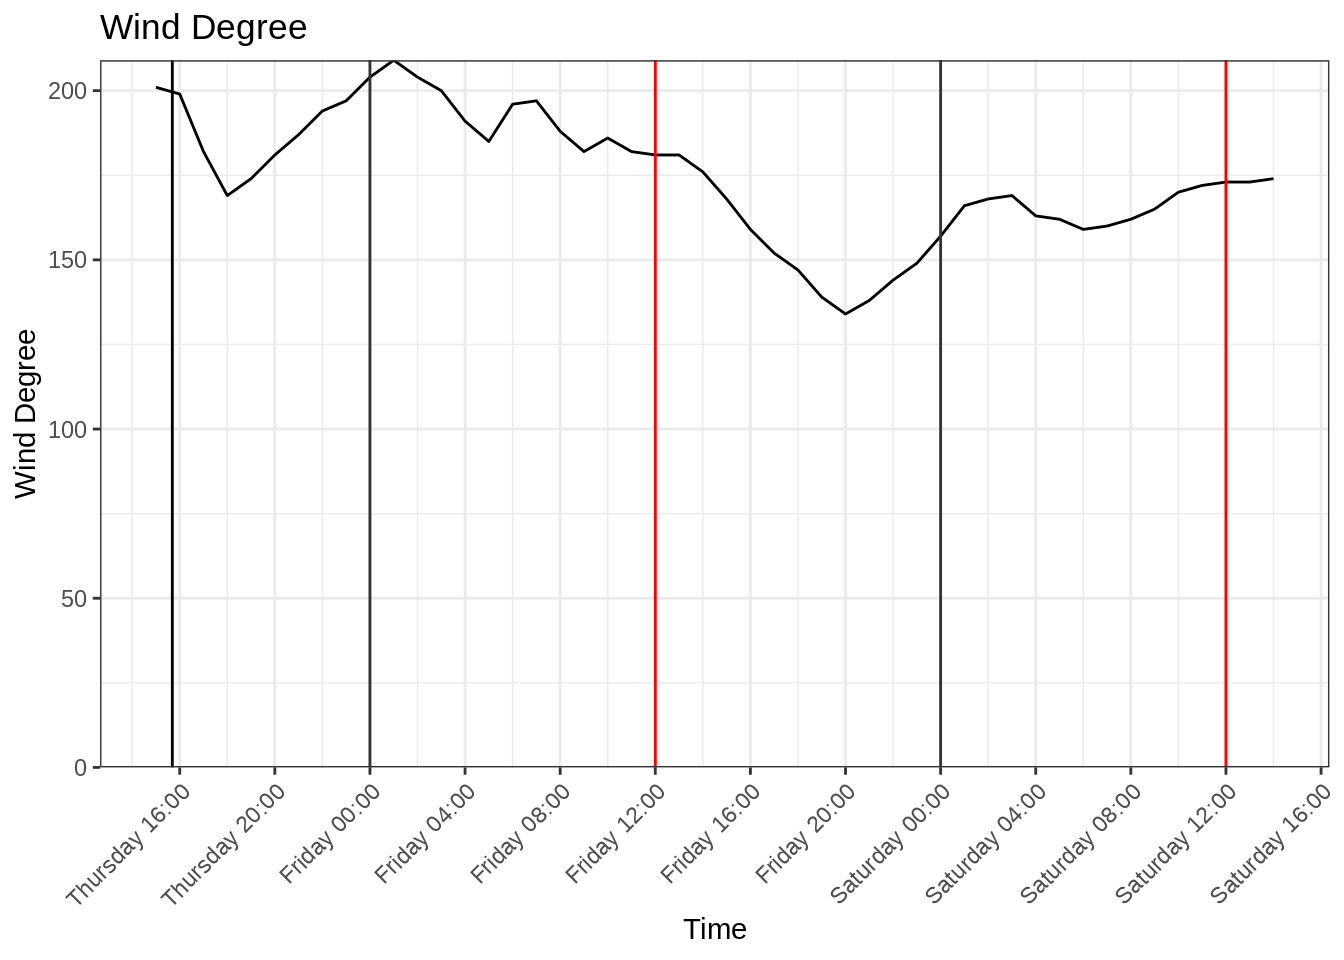 Wind Degree
Wind Degree
200
150
100
50
0
Thursday 16:00
Thursday 20:00
Friday 00:00
Friday 04:00
Friday 08:00
Friday 12:00
Friday 16:00
Friday 20:00
Saturday 00:00
Saturday 04:00
Saturday 08:00
Saturday 12:00
Saturday 16:00
Time